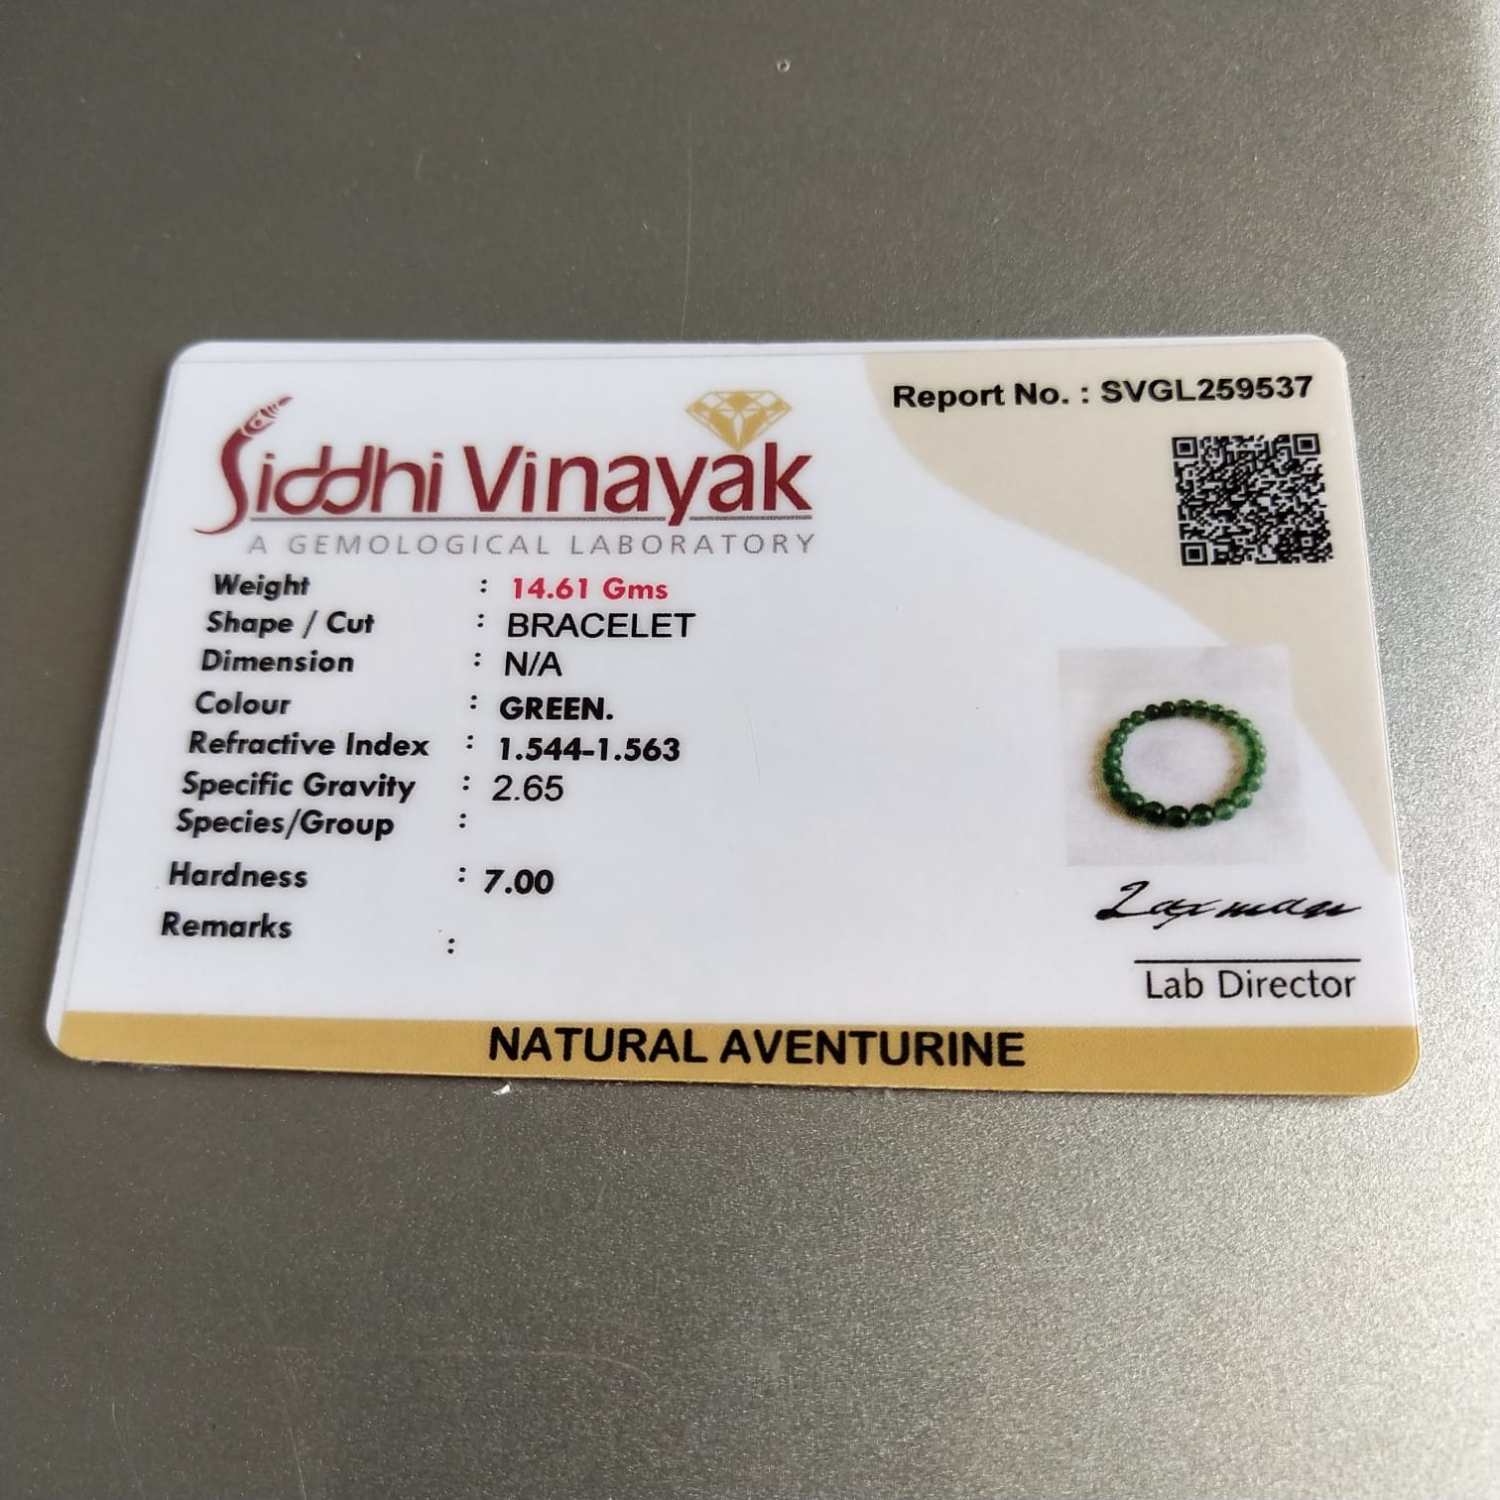 Siddhi Vinayak
A GEMOLOGICAL LABORATORY
Report No. : SVGL259537
Weight : 14.61 Gms
Shape / Cut : BRACELET
Dimension : N/A
Colour : GREEN.
Refractive Index : 1.544-1.563
Specific Gravity : 2.65
Species/Group :
Hardness : 7.00
Remarks :
Laxman
Lab Director
NATURAL AVENTURINE